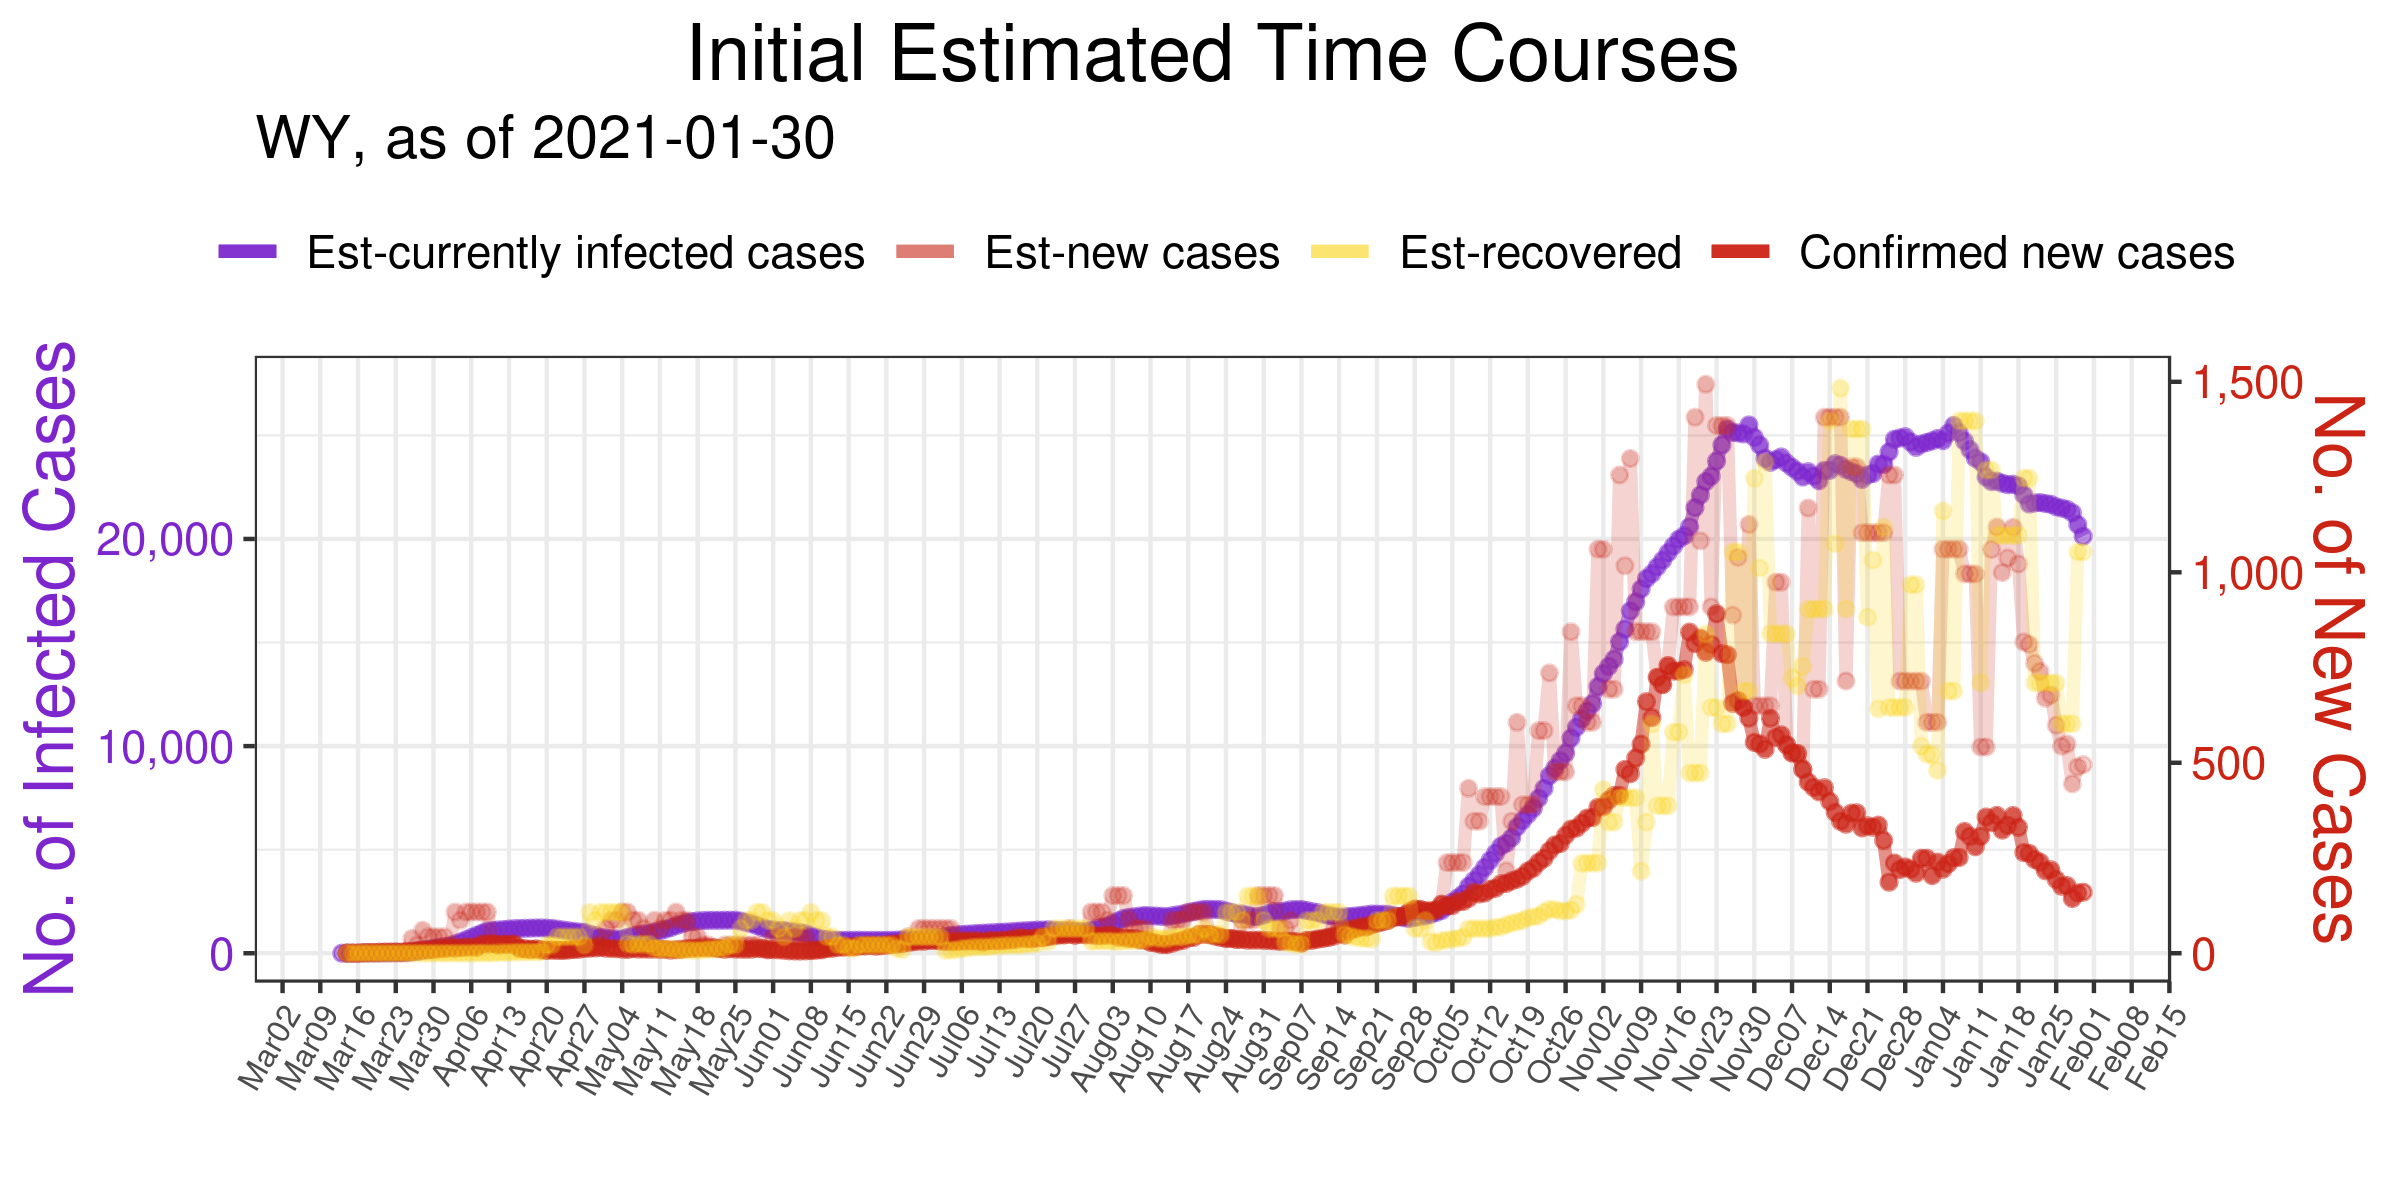 Initial Estimated Time Courses
WY, as of 2021-01-30
Est-currently infected cases
Est-new cases
Est-recovered
Confirmed new cases
No. of Infected Cases
20,000
10,000
0
1,500
1,000
500
0
No. of New Cases
Mar02
Mar09
Mar16
Mar23
Mar30
Apr06
Apr13
Apr20
Apr27
May04
May11
May18
May25
Jun01
Jun08
Jun15
Jun22
Jun29
Jul06
Jul13
Jul20
Jul27
Aug03
Aug10
Aug17
Aug24
Aug31
Sep07
Sep14
Sep21
Sep28
Oct05
Oct12
Oct19
Oct26
Nov02
Nov09
Nov16
Nov23
Nov30
Dec07
Dec14
Dec21
Dec28
Jan04
Jan11
Jan18
Jan25
Feb01
Feb08
Feb15